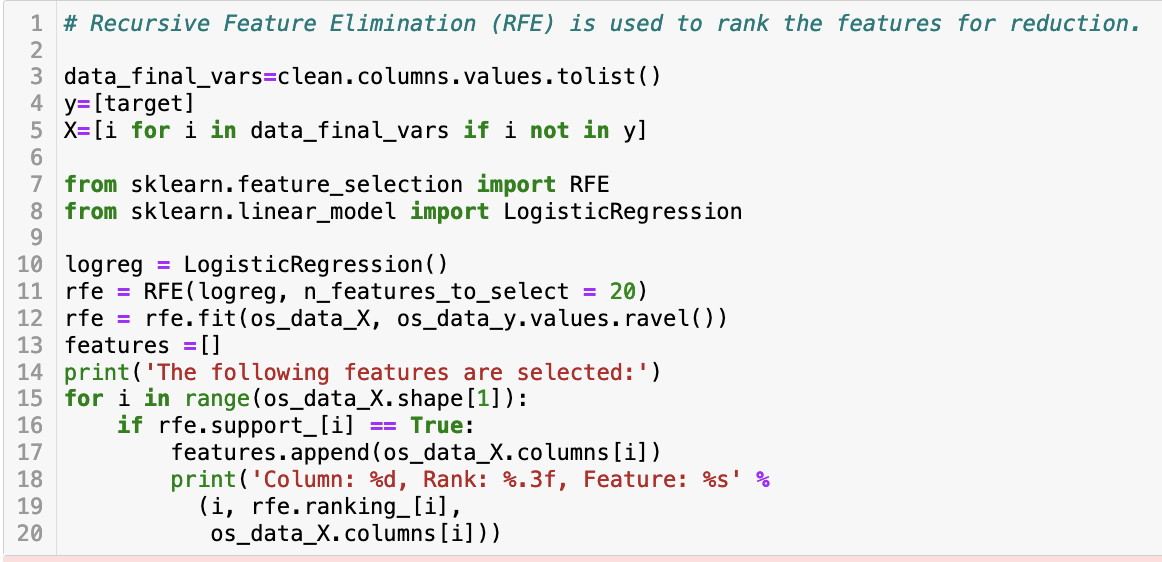 1 # Recursive Feature Elimination (RFE) is used to rank the features for reduction.
2
3 data_final_vars=clean.columns.values.tolist()
4 y=[target]
5 X=[i for i in data_final_vars if i not in y]
6
7 from sklearn.feature_selection import RFE
8 from sklearn.linear_model import LogisticRegression
9
10 logreg = LogisticRegression()
11 rfe = RFE(logreg, n_features_to_select = 20)
12 rfe = rfe.fit(os_data_X, os_data_y.values.ravel())
13 features =[]
14 print('The following features are selected:')
15 for i in range(os_data_X.shape[1]):
16     if rfe.support_[i] == True:
17         features.append(os_data_X.columns[i])
18         print('Column: %d, Rank: %.3f, Feature: %s' %
19           (i, rfe.ranking_[i],
20            os_data_X.columns[i]))